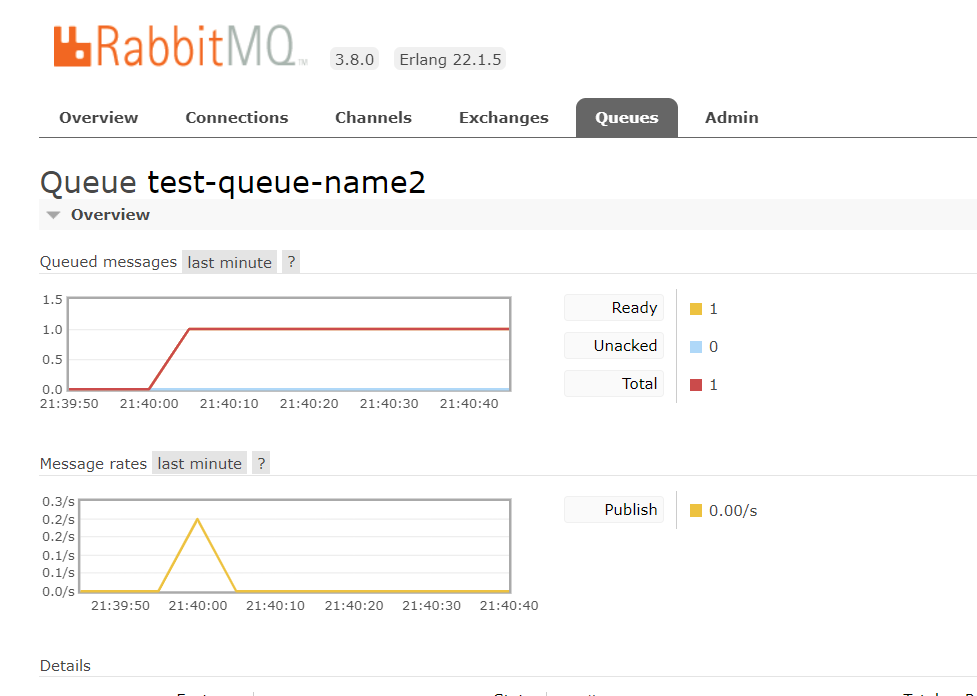 RabbitMQ TM 3.8.0 Erlang 22.1.5
Overview Connections Channels Exchanges Queues Admin
Queue test-queue-name2
Overview
Queued messages last minute ?
1.5
1.0
0.5
0.0
21:39:50 21:40:00 21:40:10 21:40:20 21:40:30 21:40:40
Ready 1
Unacked 0
Total 1
Message rates last minute ?
0.3/s
0.2/s
0.2/s
0.1/s
0.1/s
0.0/s
21:39:50 21:40:00 21:40:10 21:40:20 21:40:30 21:40:40
Publish 0.00/s
Details